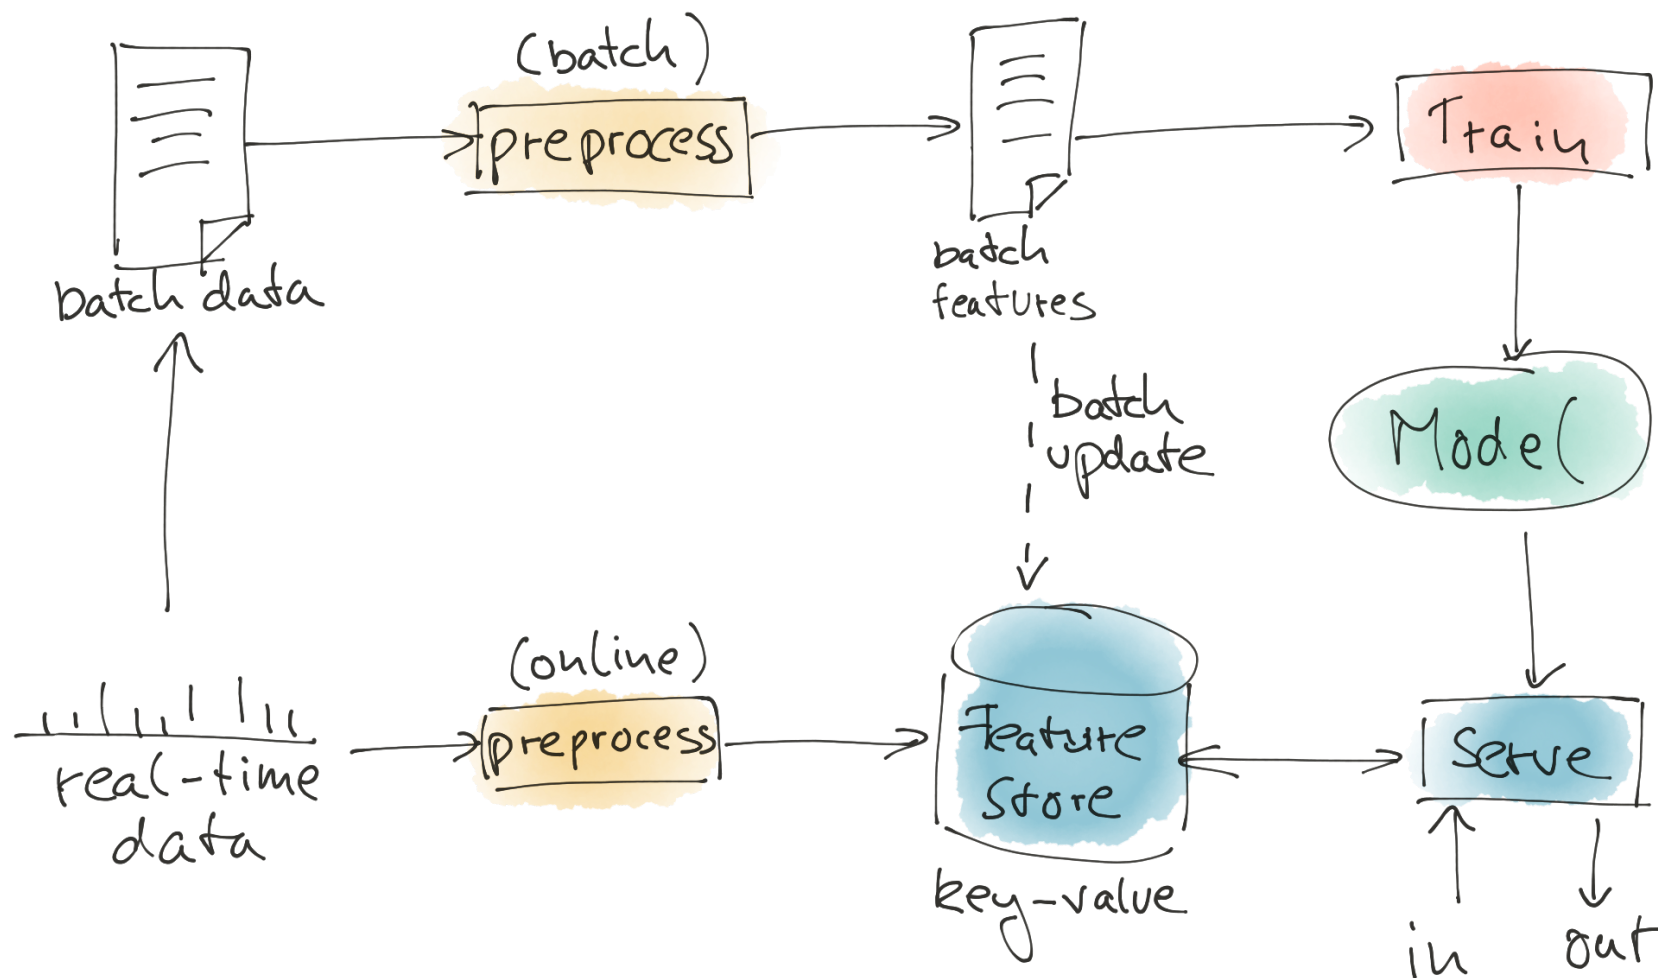 (batch)
preprocess
Train
batch data
batch
features
batch
update
Model
(online)
preprocess
real-time
data
Feature
Store
key-value
Serve
in
out